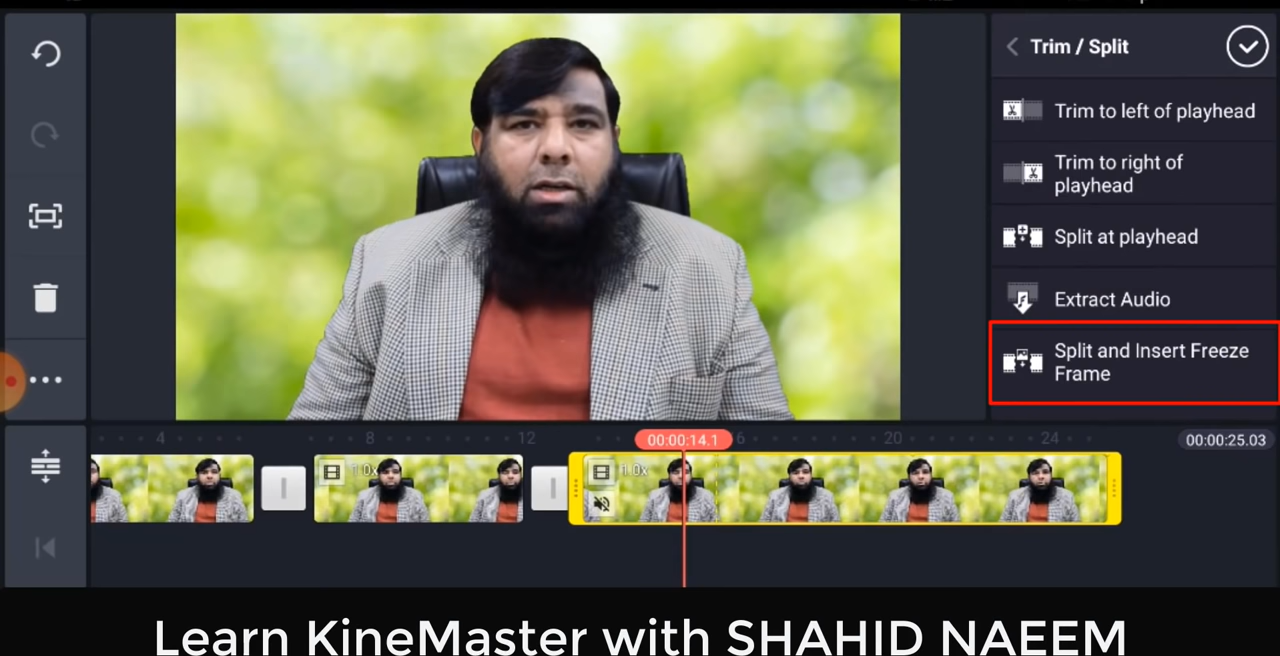 Trim / Split
Trim to left of playhead
Trim to right of
playhead
Split at playhead
Extract Audio
Split and Insert Freeze
Frame
4
8
12
00:00:14.1
6
20
24
00:00:25.03
1.0x
1.0x
Learn KineMaster with SHAHID NAEEM